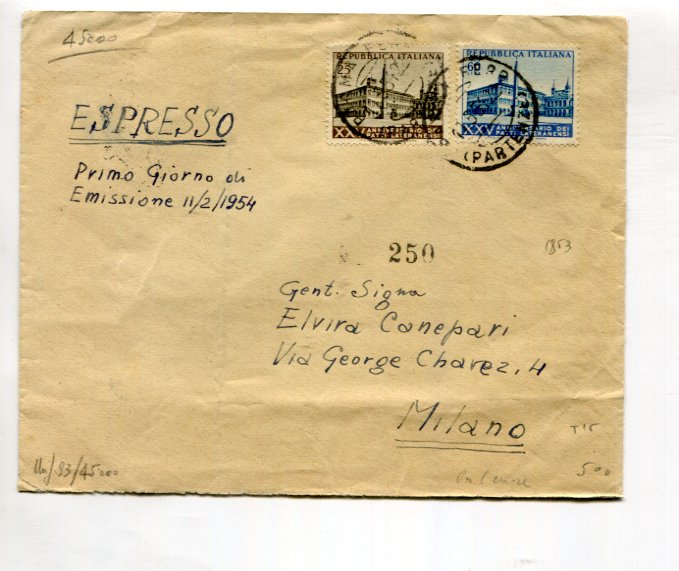 45000
REPUBBLICA ITALIANA
25
XXV ANNIVERSARIO DEI
PATTI LATERANENSI
REPUBBLICA ITALIANA
60
XXV ANNIVERSARIO DEI
PATTI LATERANENSI
(PARTENZE)
ESPRESSO
Primo Giorno di
Emissione 11/2/1954
250
Gent. Signa
Elvira Canepari
Via George Chavez, 4
Milano
500